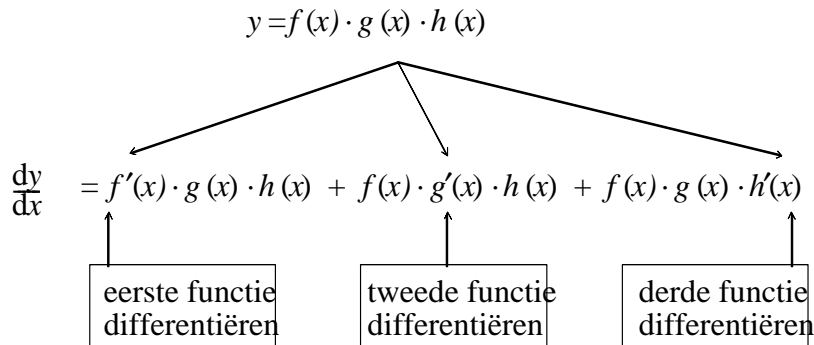 y = f (x) · g (x) · h (x)
dy/dx = f ′(x) · g (x) · h (x) + f (x) · g′(x) · h (x) + f (x) · g (x) · h′(x)
eerste functie
differentiëren
tweede functie
differentiëren
derde functie
differentiëren